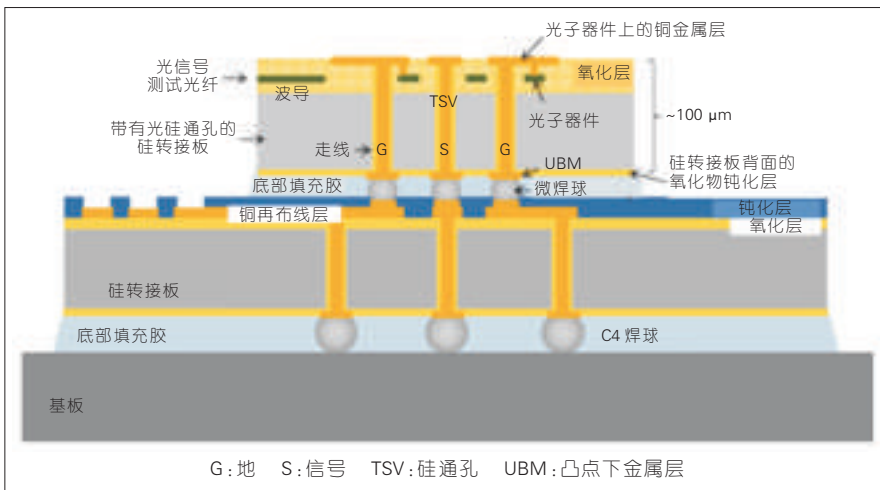 光子器件上的铜金属层
光信号
测试光纤
氧化层
波导
TSV
光子器件
~100 μm
带有光硅通孔的
硅转接板
走线
G
S
G
UBM
硅转接板背面的
氧化物钝化层
底部填充胶
微焊球
铜再布线层
钝化层
氧化层
硅转接板
底部填充胶
C4 焊球
基板
G:地 S:信号 TSV:硅通孔 UBM:凸点下金属层